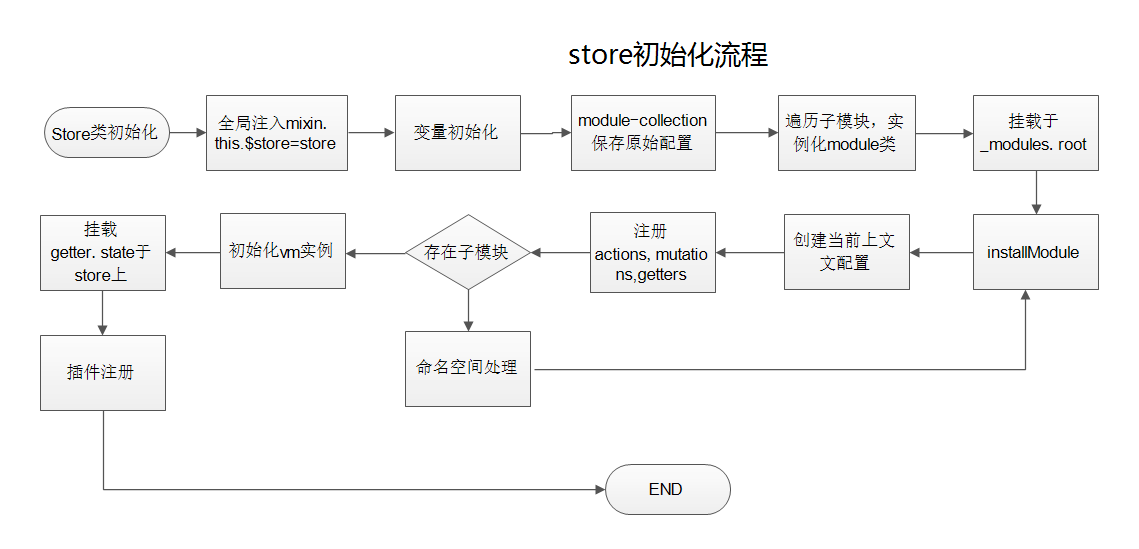 store初始化流程
Store类初始化
全局注入mixin.
this.$store=store
变量初始化
module-collection
保存原始配置
遍历子模块，实
例化module类
挂载于
_modules. root
挂载
getter. state于
store上
初始化vm实例
存在子模块
注册
actions, mutatio
ns,getters
创建当前上文
文配置
installModule
插件注册
命名空间处理
END